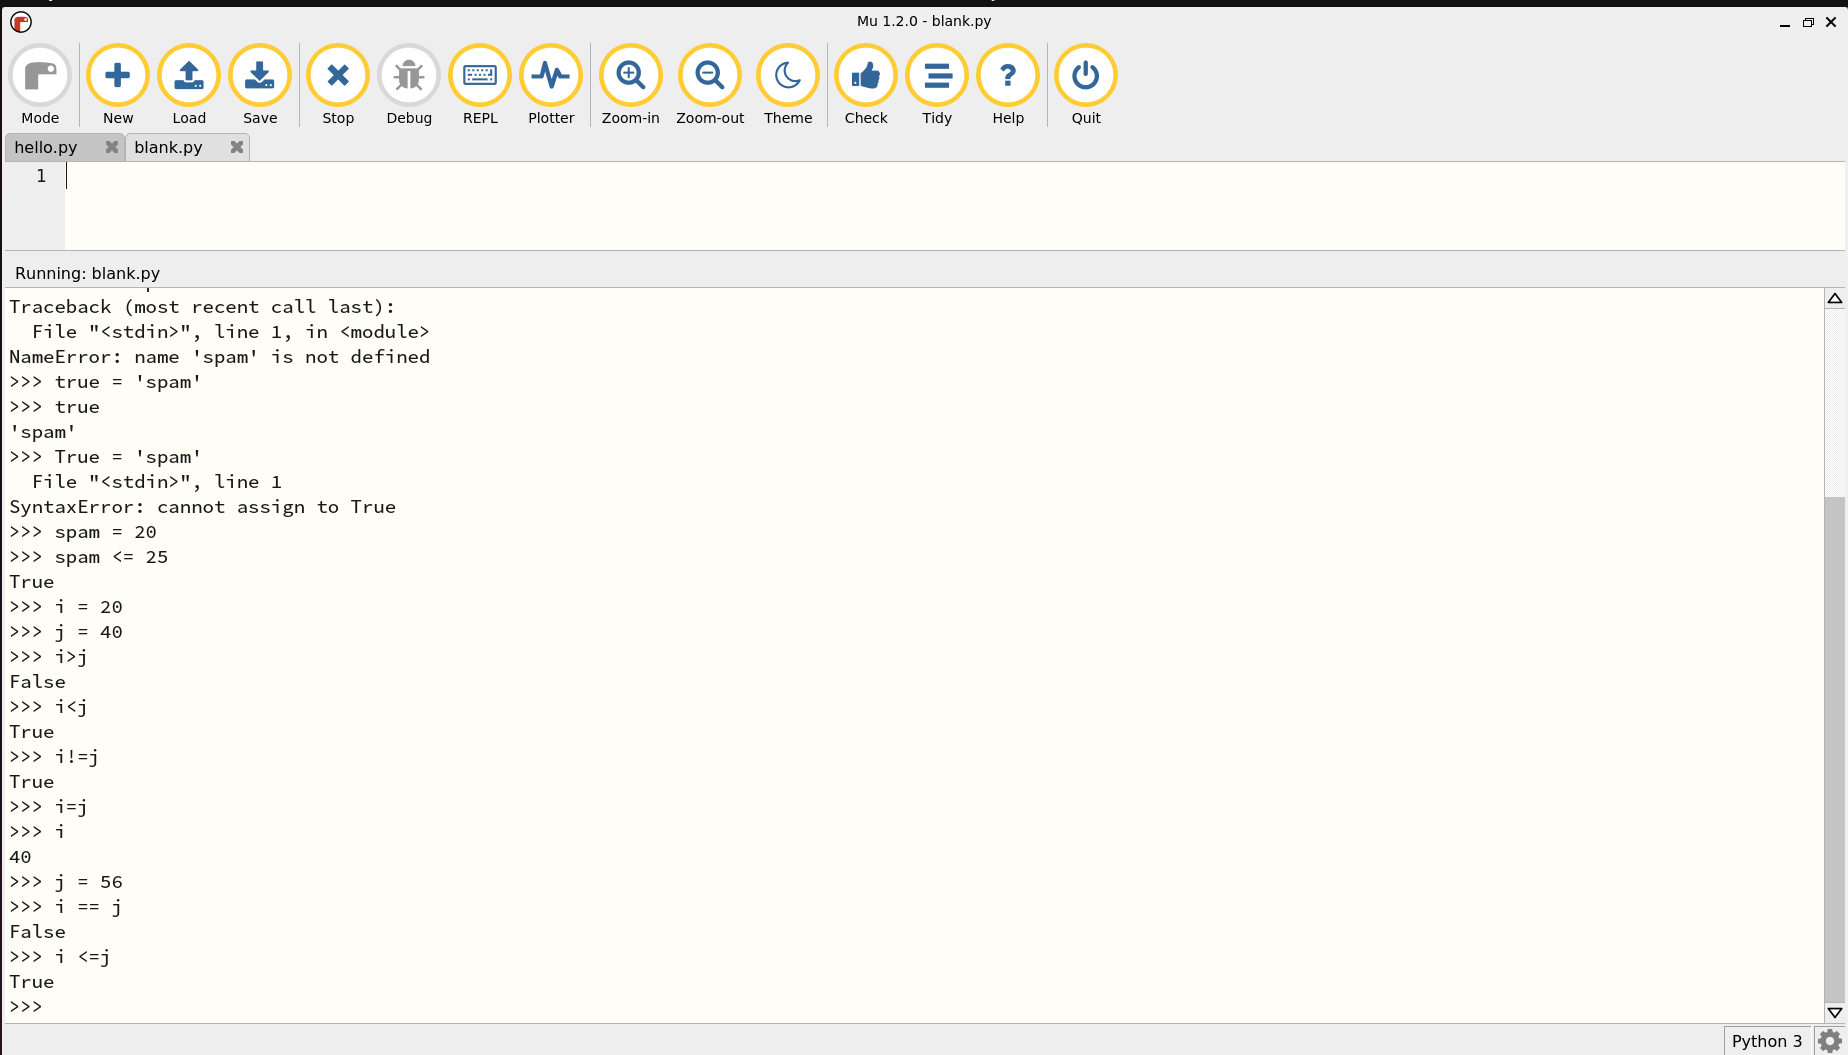 Mu 1.2.0 - blank.py
Mode New Load Save Stop Debug REPL Plotter Zoom-in Zoom-out Theme Check Tidy Help Quit
hello.py blank.py
1
Running: blank.py
Traceback (most recent call last):
  File "<stdin>", line 1, in <module>
NameError: name 'spam' is not defined
>>> true = 'spam'
>>> true
'spam'
>>> True = 'spam'
  File "<stdin>", line 1
SyntaxError: cannot assign to True
>>> spam = 20
>>> spam <= 25
True
>>> i = 20
>>> j = 40
>>> i>j
False
>>> i<j
True
>>> i!=j
True
>>> i=j
>>> i
40
>>> j = 56
>>> i == j
False
>>> i <=j
True
>>>
Python 3